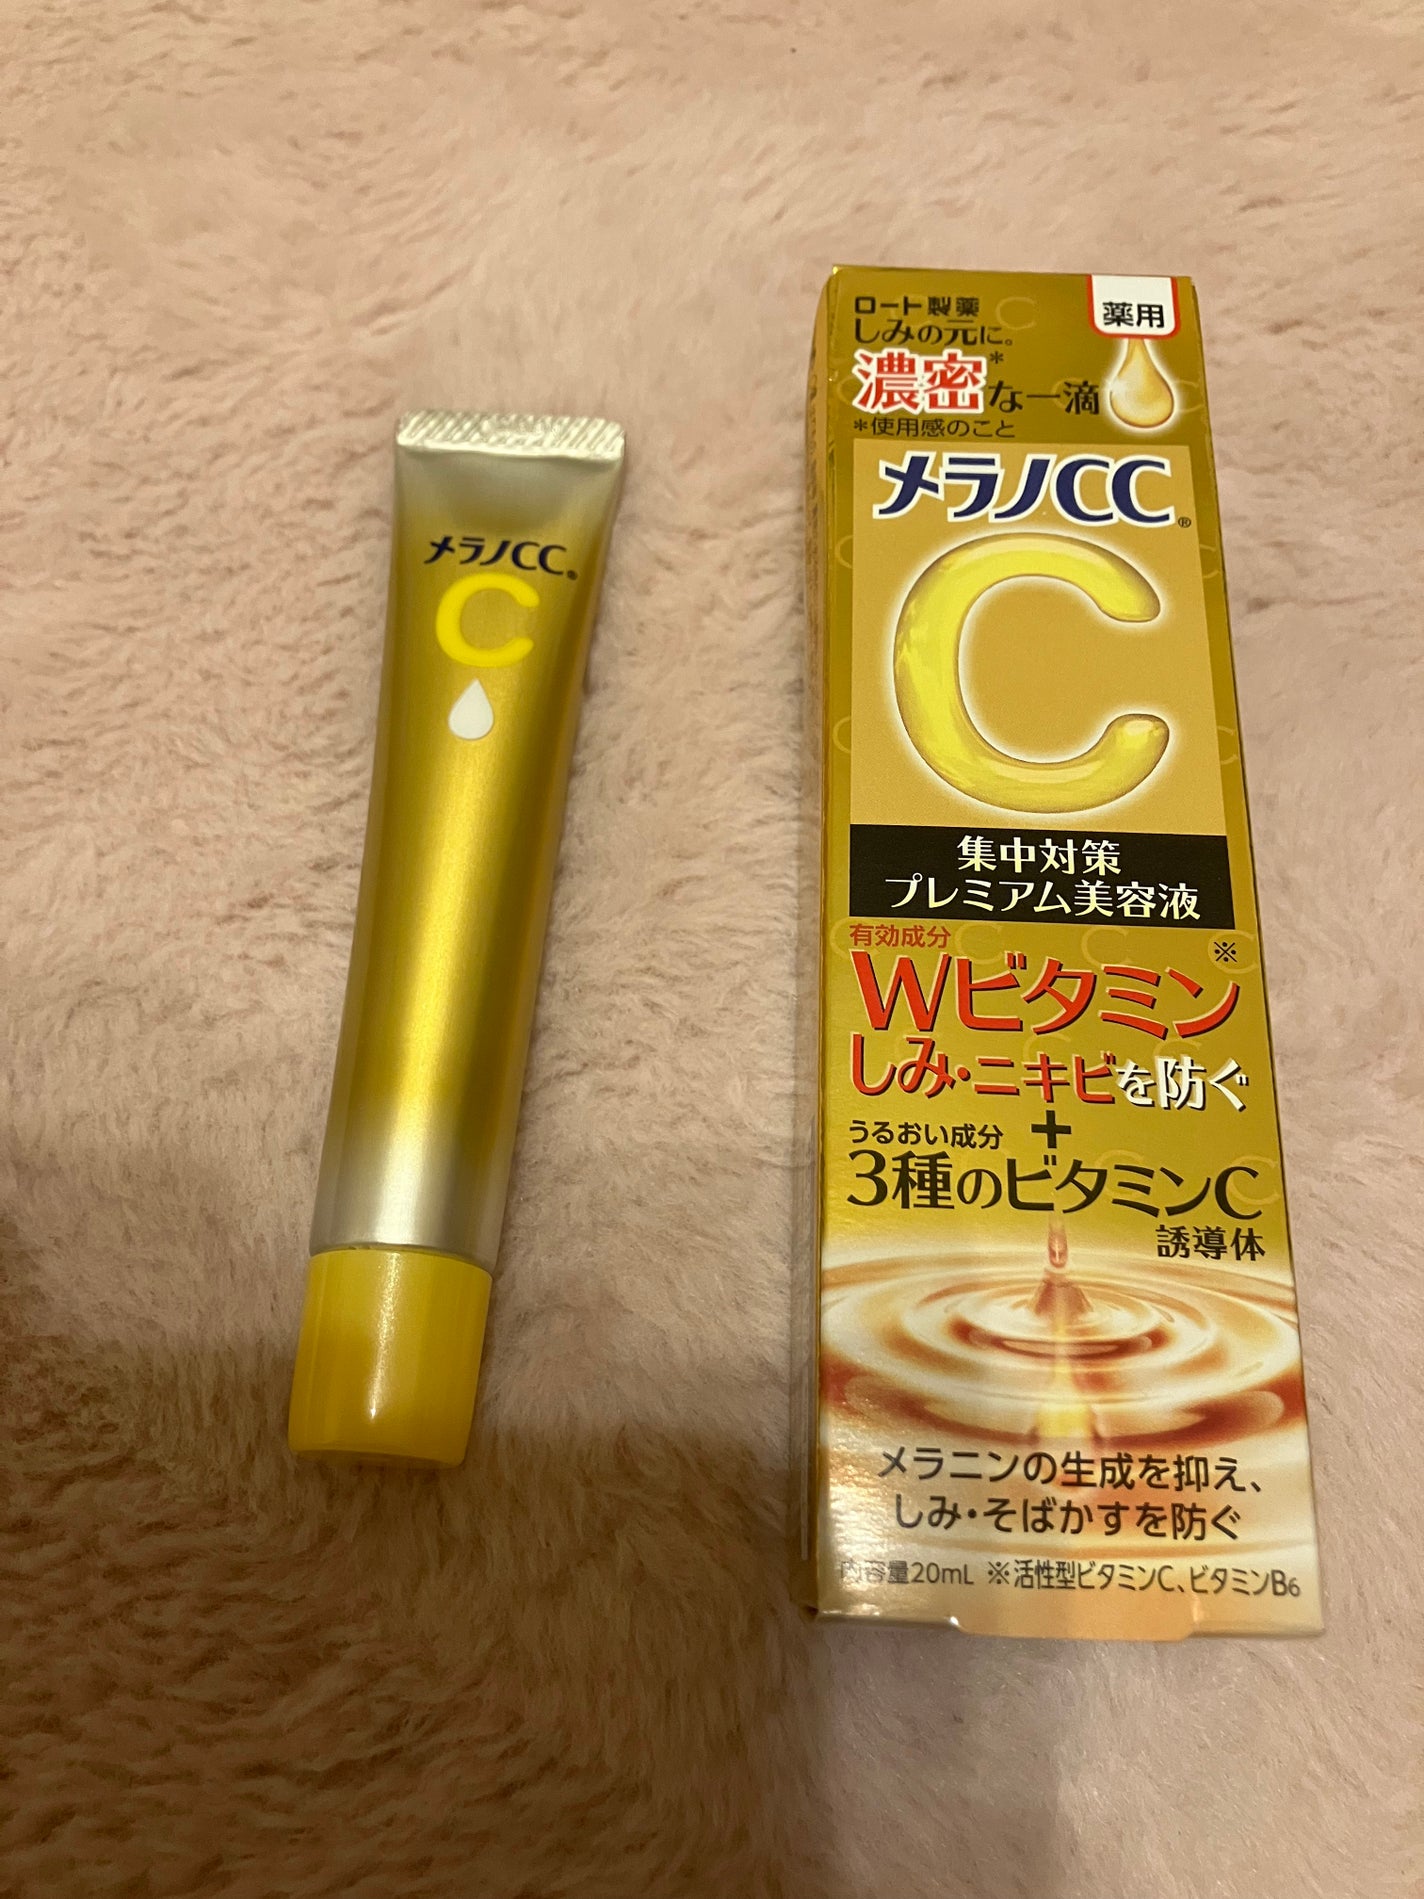 メラノCC®
C
ロート製薬
薬用
しみの元に。
濃密*な一滴
*使用感のこと
メラノCC®
C
集中対策
プレミアム美容液
有効成分
Wビタミン※
しみ・ニキビを防ぐ
+
うるおい成分
3種のビタミンC
誘導体
メラニンの生成を抑え、
しみ・そばかすを防ぐ
内容量20mL ※活性型ビタミンC、ビタミンB6